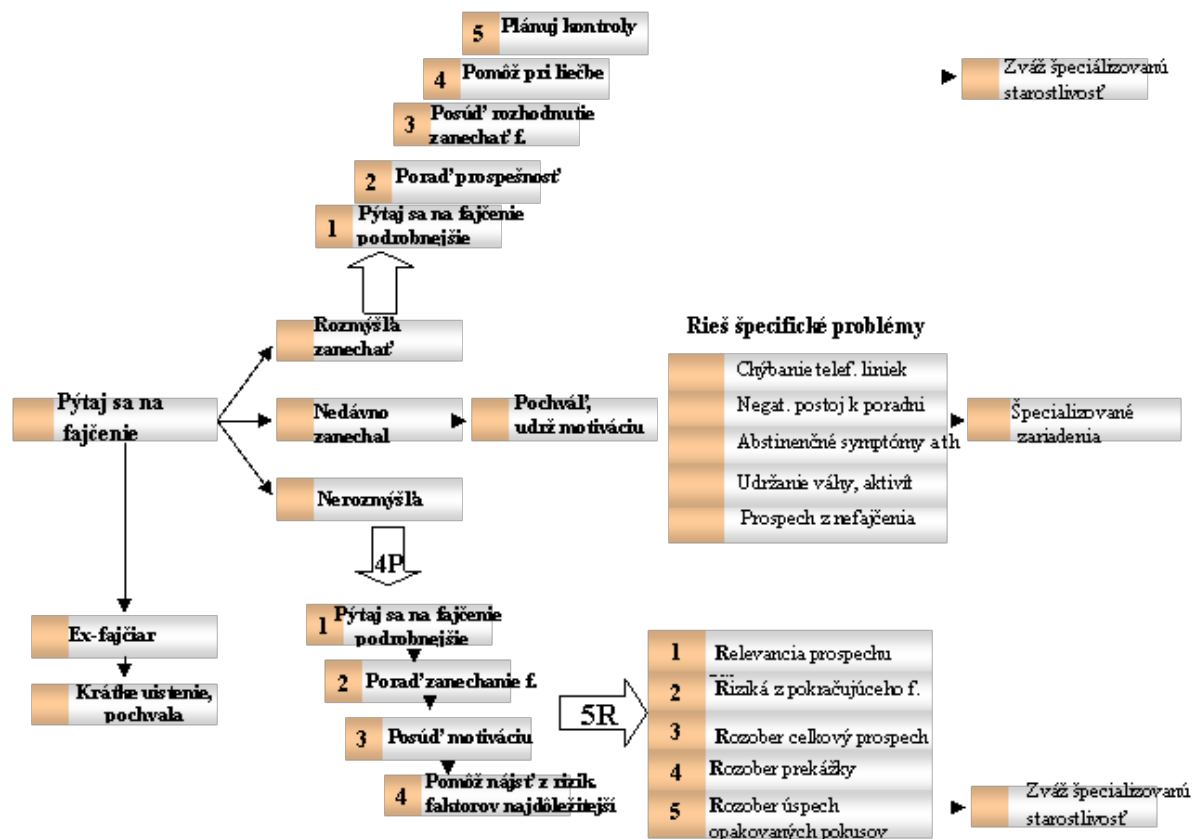 5 Plánuj kontroly
4 Pomôž pri liečbe
Zváž špeciálizovanú
starostlivosť
3 Posúď rozhodnutie
zanechať f.
2 Poraď prospešnosť
1 Pýtaj sa na fajčenie
podrobnejšie
Rozmýšľa
zanechať
Rieš špecifické problémy
Chýbanie telef. liniek
Pýtaj sa na
fajčenie
Nedávno
zanechal
Pochváľ,
udrž motiváciu
Negat. postoj k poradni
Špecializované
zariadenia
Abstinenčné symptómy a th
Udržanie váhy, aktivít
Nerozmýšľa
Prospech z nefajčenia
4P
1 Pýtaj sa na fajčenie
podrobnejšie
Ex-fajčiar
Krátke uistenie,
pochvala
2 Poraď zanechanie f.
3 Posúď motiváciu
4 Pomôž nájsť z rizik.
faktorov najdôležitejší
5R
1 Relevancia prospechu
2 Riziká z pokračujúceho f.
3 Rozober celkový prospech
4 Rozober prekážky
5 Rozober úspech
opakovaných pokusov
Zváž špecializovanú
starostlivosť